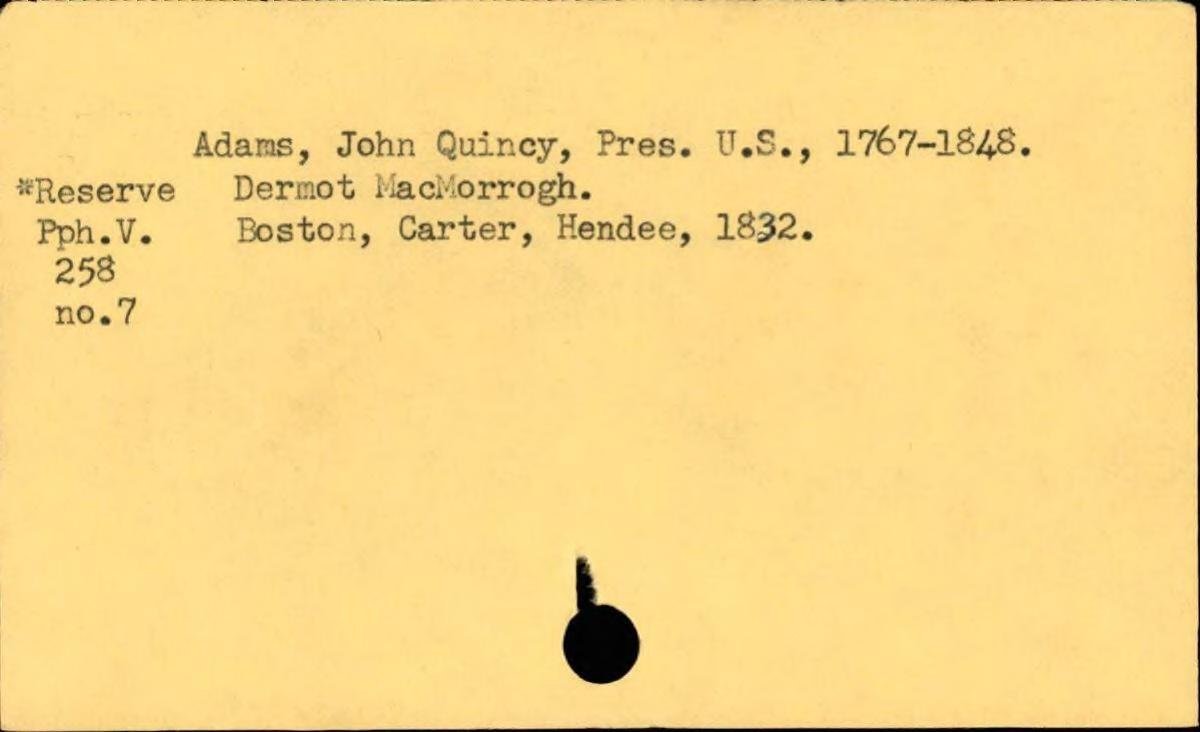 Adams, John Quincy, Pres. U.S., 1767-1848.
*Reserve Dermot MacMorrogh.
Pph.V. Boston, Carter, Hendee, 1832.
258
no.7